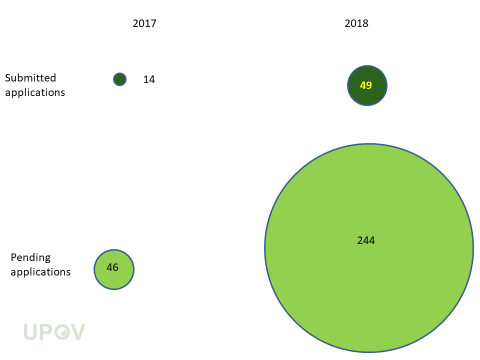 2017 2018
Submitted
applications
14
49
Pending
applications
46
244
UPOV